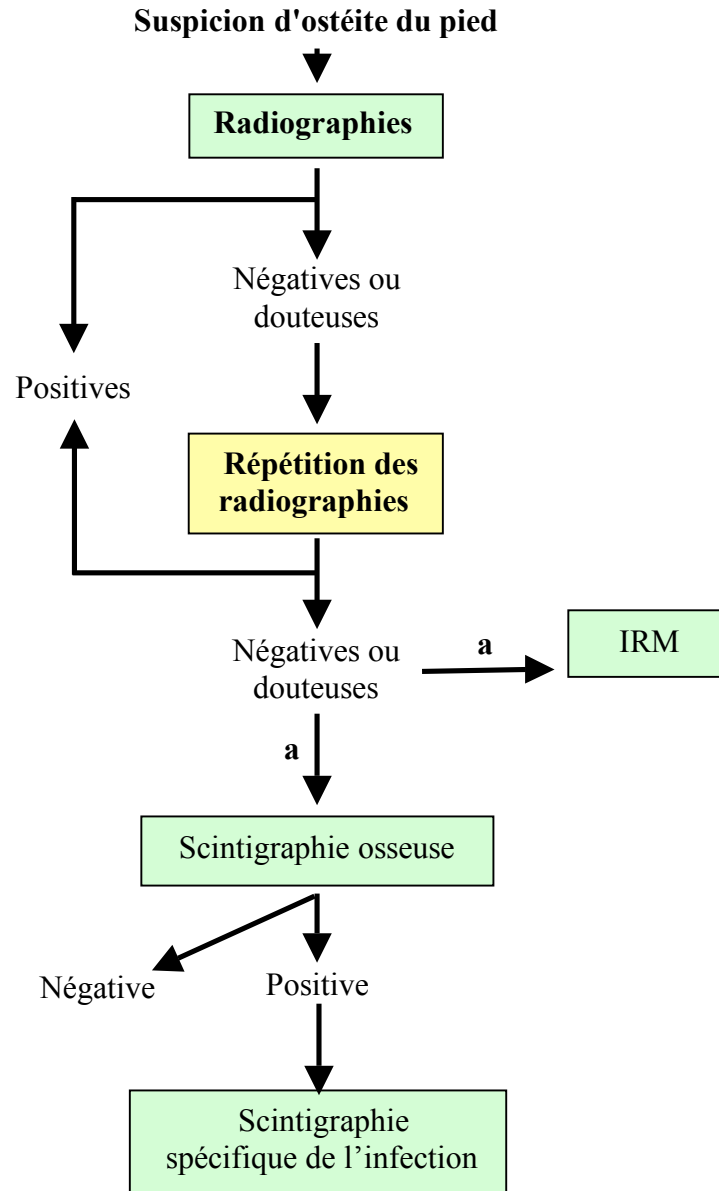 Suspicion d'ostéite du pied
Radiographies
Négatives ou
douteuses
Positives
Répétition des
radiographies
Négatives ou
douteuses
a
IRM
a
Scintigraphie osseuse
Négative
Positive
Scintigraphie
spécifique de l’infection